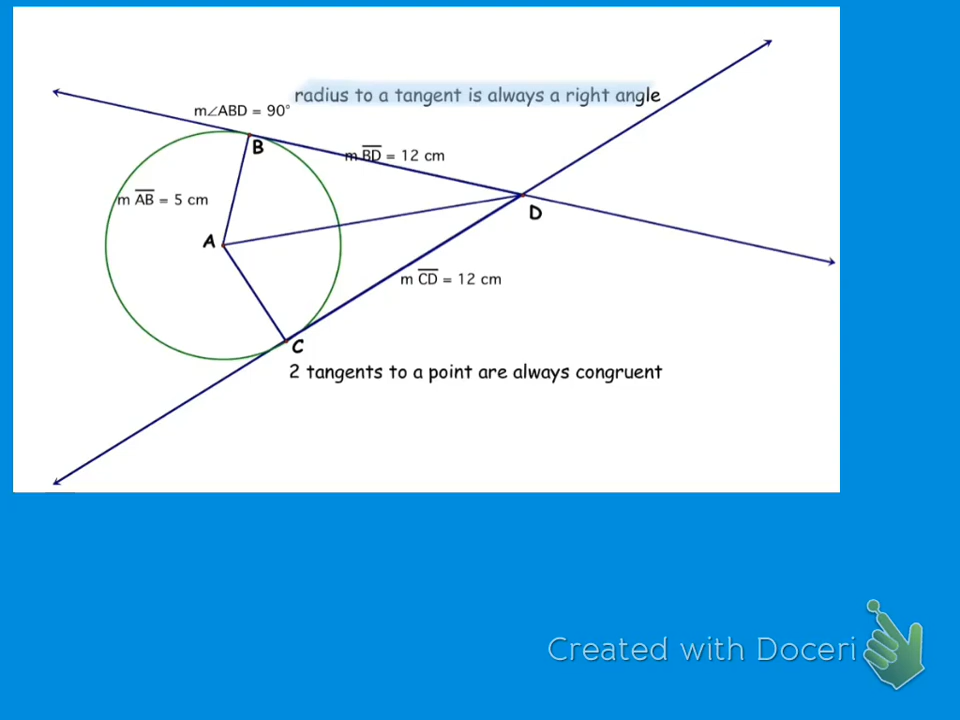 radius to a tangent is always a right angle
m∠ABD = 90°
B
m BD = 12 cm
m AB = 5 cm
D
A
m CD = 12 cm
C
2 tangents to a point are always congruent
Created with Doceri